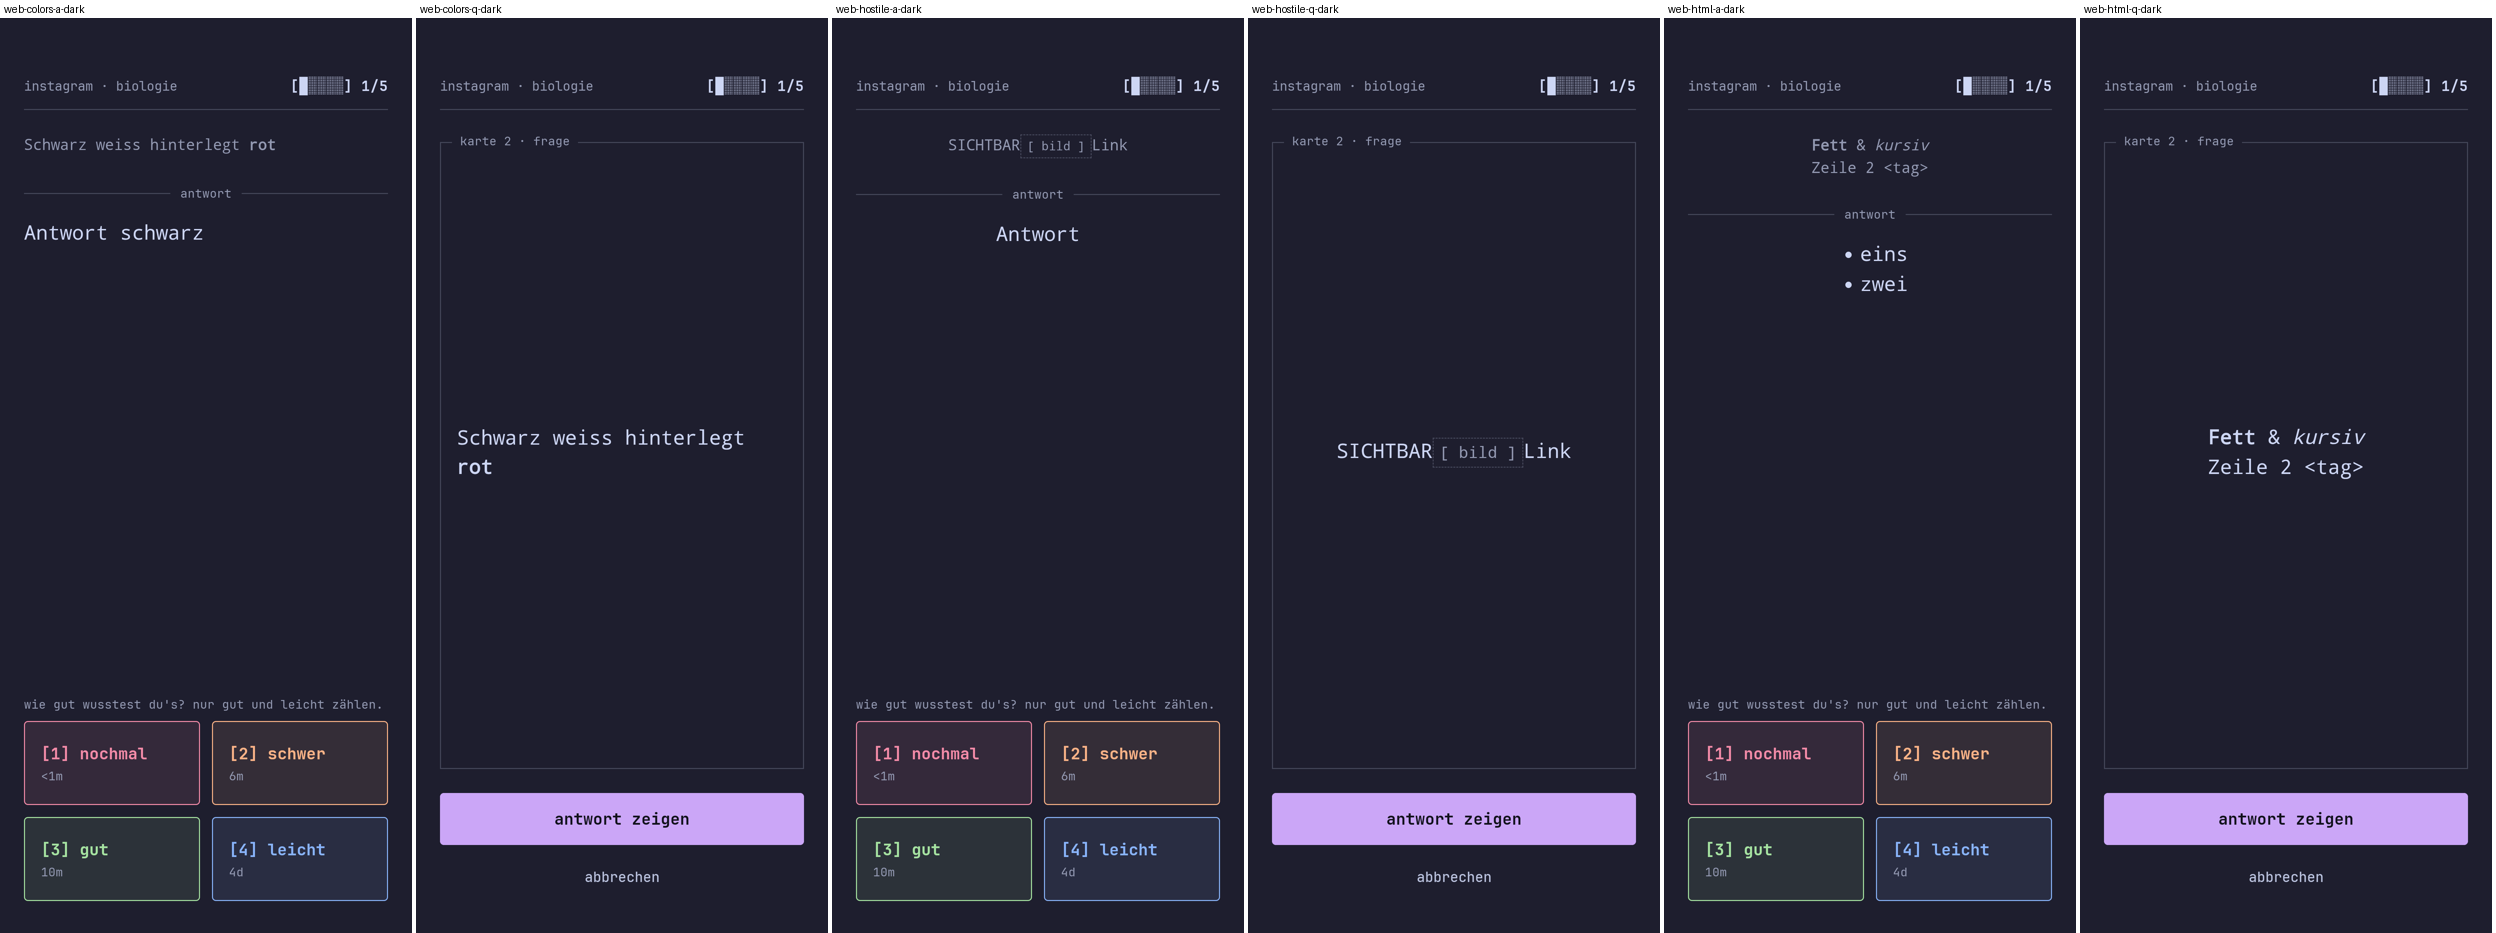 web-colors-a-dark
instagram · biologie
[█▒▒▒▒] 1/5
Schwarz weiss hinterlegt rot
antwort
Antwort schwarz
wie gut wusstest du's? nur gut und leicht zählen.
[1] nochmal
<1m
[2] schwer
6m
[3] gut
10m
[4] leicht
4d
web-colors-q-dark
instagram · biologie
[█▒▒▒▒] 1/5
karte 2 · frage
Schwarz weiss hinterlegt
rot
antwort zeigen
abbrechen
web-hostile-a-dark
instagram · biologie
[█▒▒▒▒] 1/5
SICHTBAR[ bild ]Link
antwort
Antwort
wie gut wusstest du's? nur gut und leicht zählen.
[1] nochmal
<1m
[2] schwer
6m
[3] gut
10m
[4] leicht
4d
web-hostile-q-dark
instagram · biologie
[█▒▒▒▒] 1/5
karte 2 · frage
SICHTBAR[ bild ]Link
antwort zeigen
abbrechen
web-html-a-dark
instagram · biologie
[█▒▒▒▒] 1/5
Fett & kursiv
Zeile 2 <tag>
antwort
• eins
• zwei
wie gut wusstest du's? nur gut und leicht zählen.
[1] nochmal
<1m
[2] schwer
6m
[3] gut
10m
[4] leicht
4d
web-html-q-dark
instagram · biologie
[█▒▒▒▒] 1/5
karte 2 · frage
Fett & kursiv
Zeile 2 <tag>
antwort zeigen
abbrechen